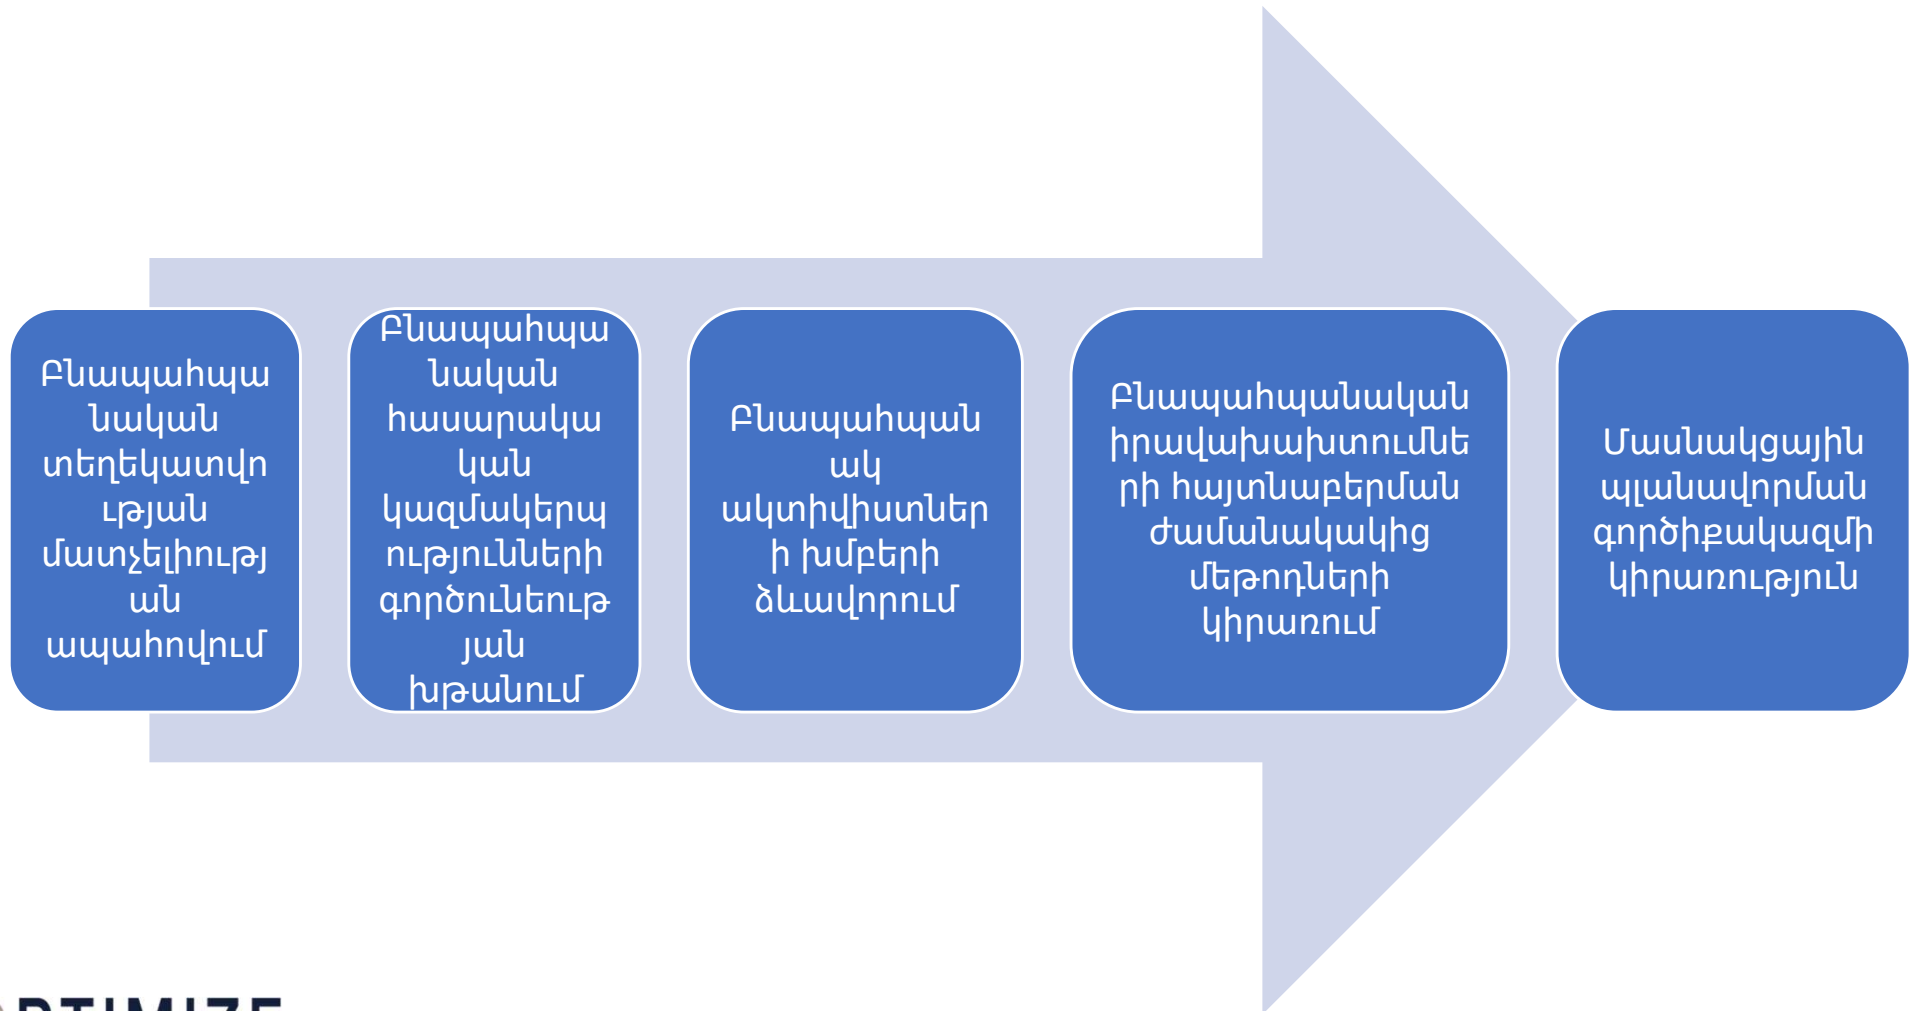 Բնապահպա
նական
տեղեկատվո
ւթյան
մատչելիությ
ան
ապահովում
Բնապահպա
նական
հասարակա
կան
կազմակերպ
ությունների
գործունեութ
յան
խթանում
Բնապահպան
ակ
ակտիվիստներ
ի խմբերի
ձևավորում
Բնապահպանական
իրավախախտումնե
րի հայտնաբերման
ժամանակակից
մեթոդների
կիրառում
Մասնակցային
պլանավորման
գործիքակազմի
կիրառություն